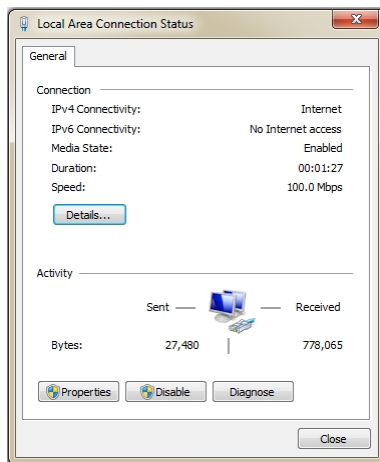 Local Area Connection Status
General
Connection
IPv4 Connectivity: Internet
IPv6 Connectivity: No Internet access
Media State: Enabled
Duration: 00:01:27
Speed: 100.0 Mbps
Details...
Activity
Sent Received
Bytes: 27,480 778,065
Properties Disable Diagnose
Close